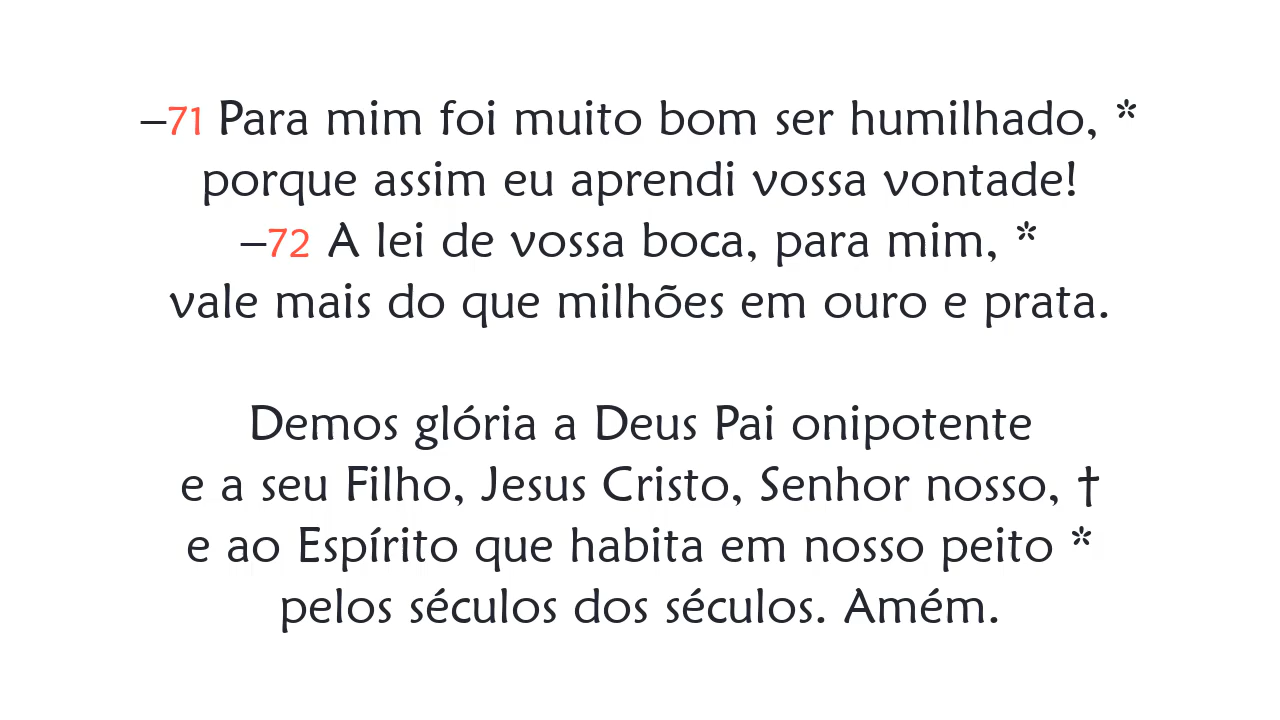 –71 Para mim foi muito bom ser humilhado, *
porque assim eu aprendi vossa vontade!
–72 A lei de vossa boca, para mim, *
vale mais do que milhões em ouro e prata.
Demos glória a Deus Pai onipotente
e a seu Filho, Jesus Cristo, Senhor nosso, †
e ao Espírito que habita em nosso peito *
pelos séculos dos séculos. Amém.